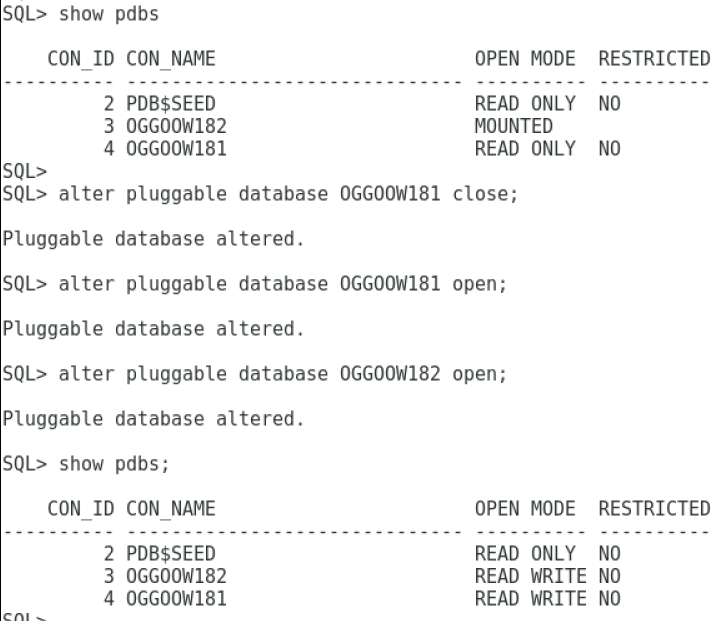 SQL> show pdbs
    CON_ID CON_NAME                       OPEN MODE  RESTRICTED
---------- ------------------------------ ---------- ----------
         2 PDB$SEED                       READ ONLY  NO
         3 OGGOOW182                      MOUNTED
         4 OGGOOW181                      READ ONLY  NO
SQL>
SQL> alter pluggable database OGGOOW181 close;
Pluggable database altered.
SQL> alter pluggable database OGGOOW181 open;
Pluggable database altered.
SQL> alter pluggable database OGGOOW182 open;
Pluggable database altered.
SQL> show pdbs;
    CON_ID CON_NAME                       OPEN MODE  RESTRICTED
---------- ------------------------------ ---------- ----------
         2 PDB$SEED                       READ ONLY  NO
         3 OGGOOW182                      READ WRITE NO
         4 OGGOOW181                      READ WRITE NO
SQL>